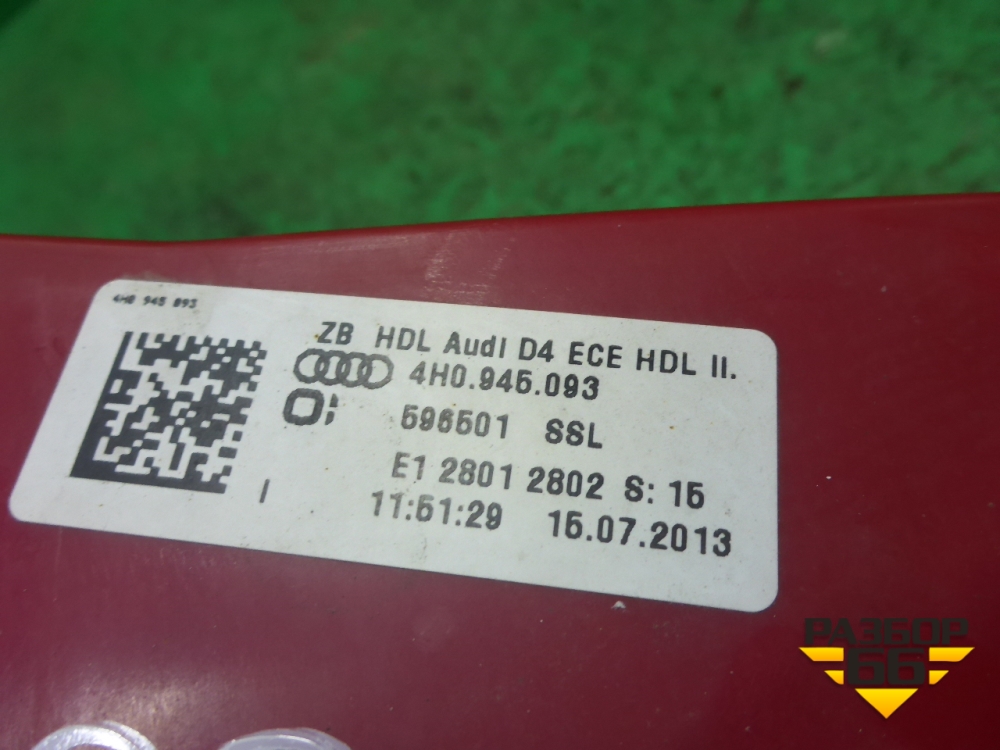 4H0 945 093
ZB HDL Audi D4 ECE HDL II.
4H0.945.093
596501 SSL
E1 2801 2802 S: 15
11:51:29 15.07.2013
РАЗБОР
66